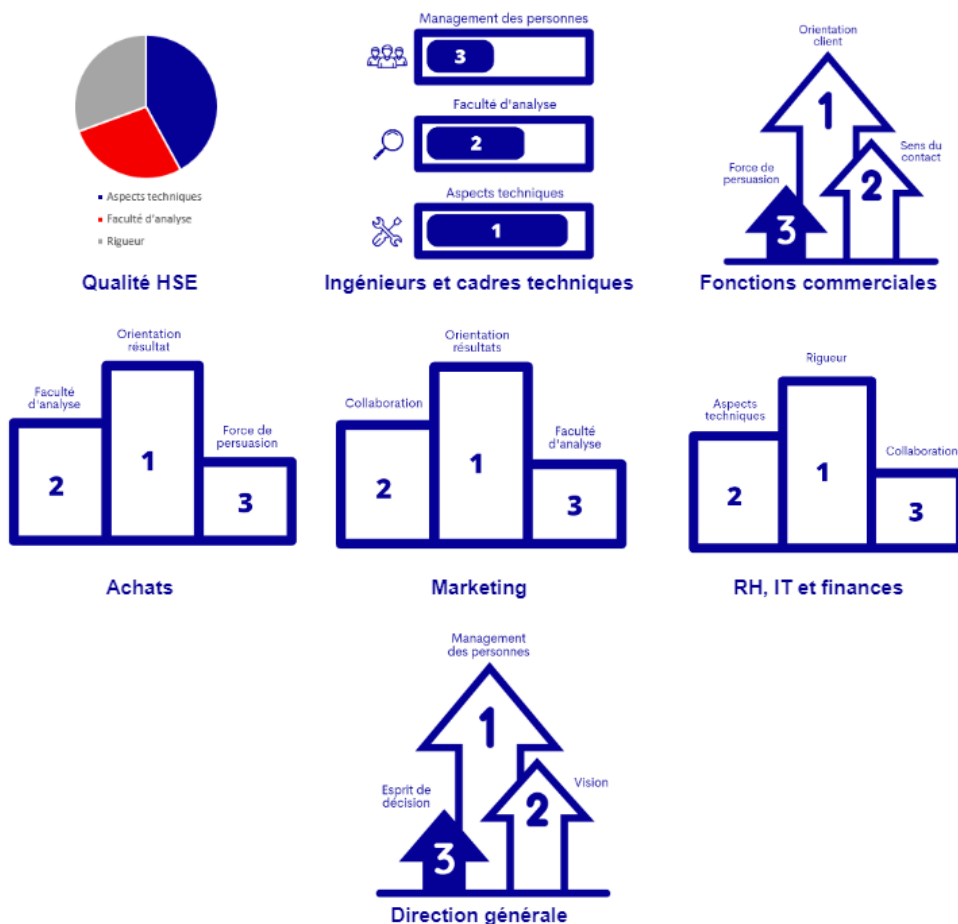 Aspects techniques
Faculté d'analyse
Rigueur
Qualité HSE
Management des personnes
3
Faculté d'analyse
2
Aspects techniques
1
Ingénieurs et cadres techniques
Orientation
client
1
Sens du
contact
2
Force de
persuasion
3
Fonctions commerciales
Orientation
résultat
Faculté
d'analyse
Force de
persuasion
1
2
3
Achats
Orientation
résultats
Collaboration
Faculté
d'analyse
1
2
3
Marketing
Rigueur
Aspects
techniques
Collaboration
1
2
3
RH, IT et finances
Management
des personnes
1
Esprit de
décision
Vision
2
3
Direction générale